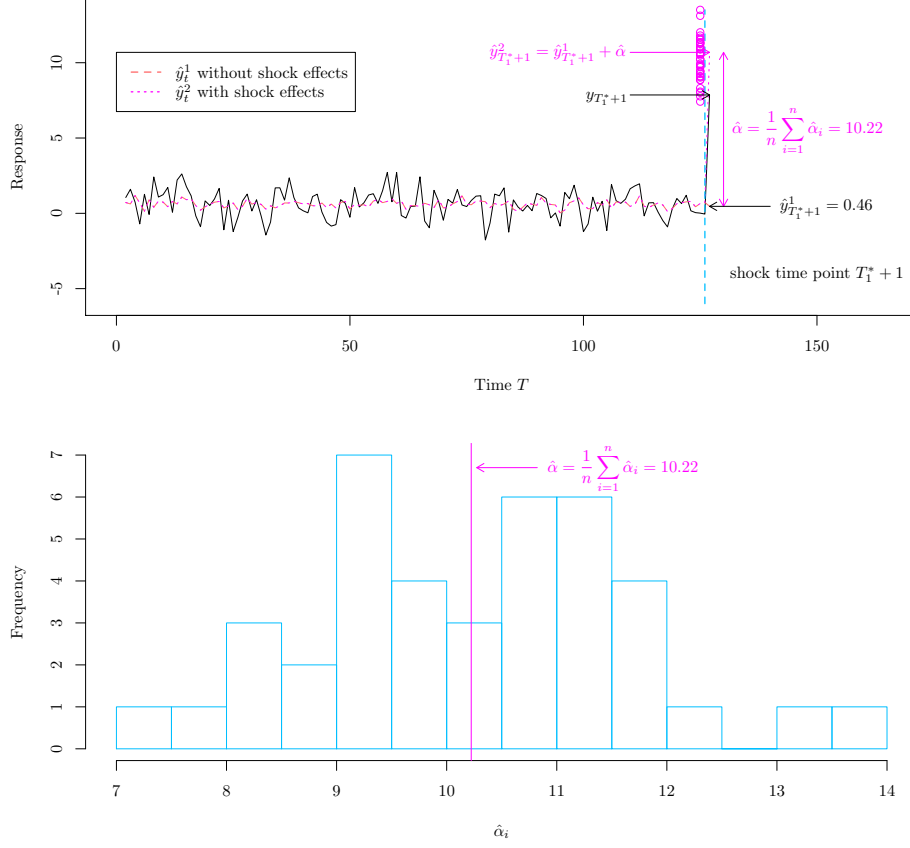 ŷ²_{T₁*+1} = ŷ¹_{T₁*+1} + α̂
ŷ¹_t without shock effects
ŷ²_t with shock effects
y_{T₁*+1}
α̂ = 1/n ∑_{i=1}^{n} α̂_i = 10.22
ŷ¹_{T₁*+1} = 0.46
shock time point T₁* + 1
Response
10
5
0
-5
0 50 100 150
Time T
α̂ = 1/n ∑_{i=1}^{n} α̂_i = 10.22
Frequency
7
6
5
4
3
2
1
0
7 8 9 10 11 12 13 14
α̂_i